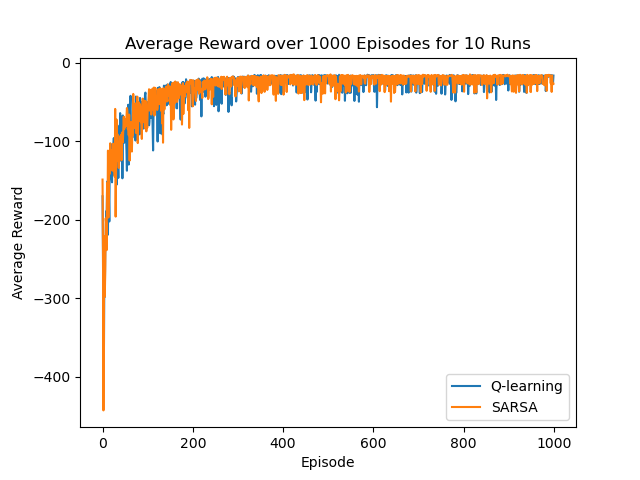 Average Reward over 1000 Episodes for 10 Runs
0
−100
−200
−300
−400
Average Reward
0
200
400
600
800
1000
Episode
Q-learning
SARSA